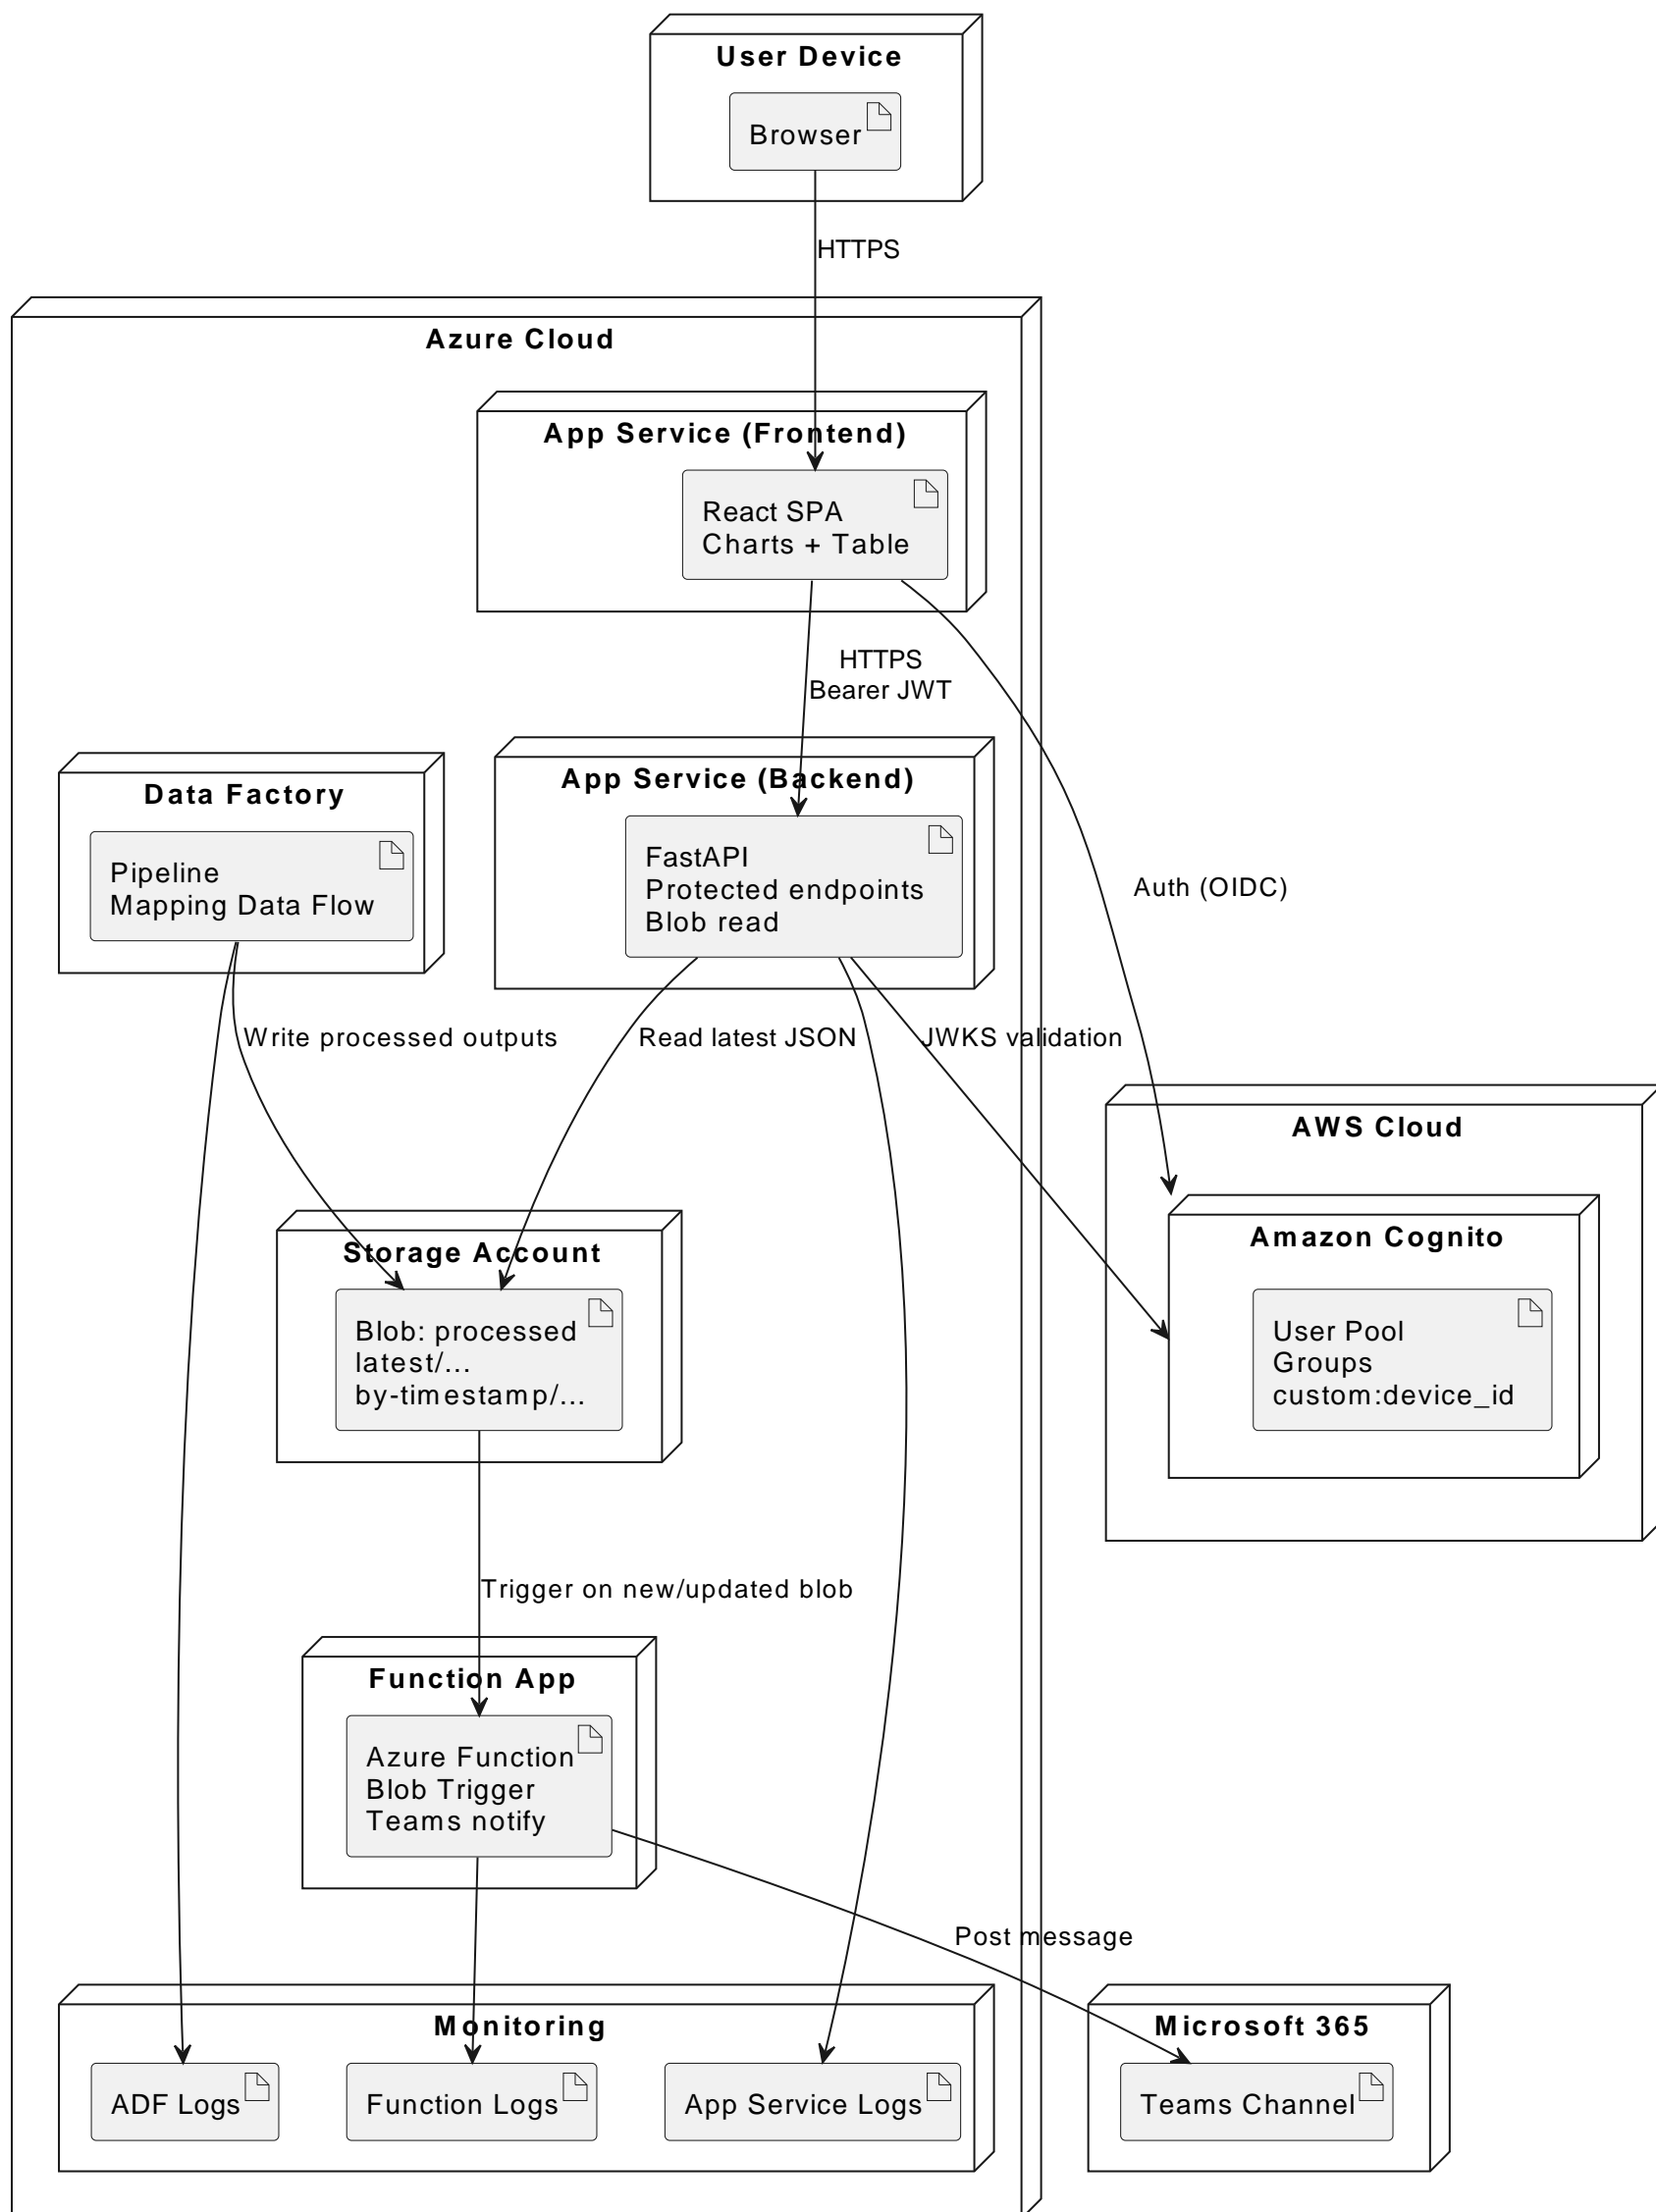 User Device
Browser
HTTPS
Azure Cloud
App Service (Frontend)
React SPA
Charts + Table
HTTPS
Bearer JWT
Data Factory
Pipeline
Mapping Data Flow
App Service (Backend)
FastAPI
Protected endpoints
Blob read
Auth (OIDC)
Write processed outputs
Read latest JSON
JWKS validation
AWS Cloud
Amazon Cognito
User Pool
Groups
custom:device_id
Storage Account
Blob: processed
latest/...
by-timestamp/...
Trigger on new/updated blob
Function App
Azure Function
Blob Trigger
Teams notify
Post message
Monitoring
ADF Logs
Function Logs
App Service Logs
Microsoft 365
Teams Channel